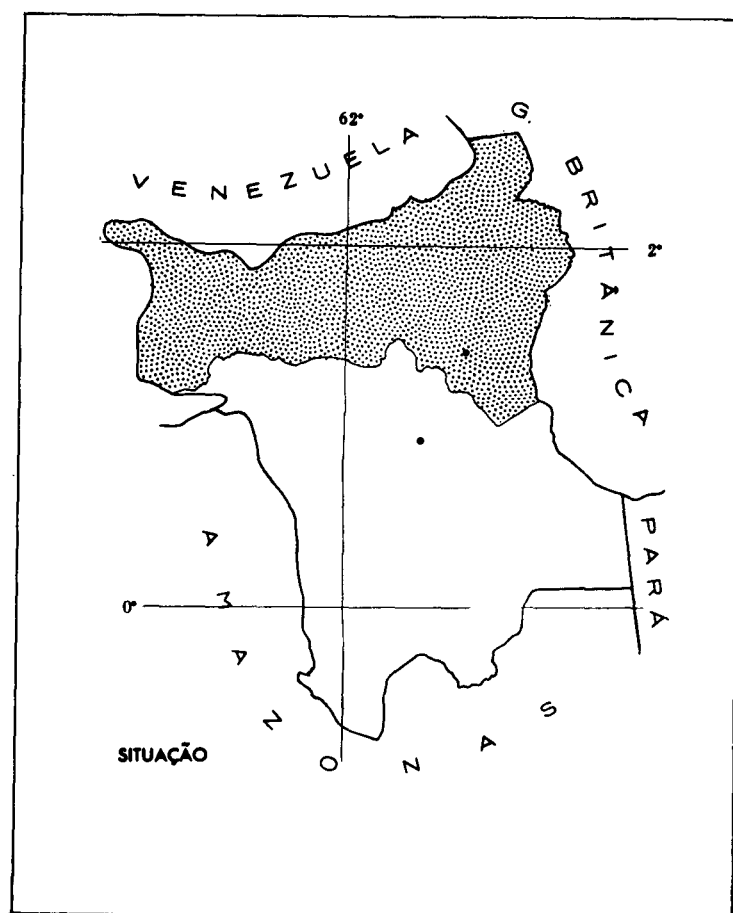 62°
VENEZUELA
G. BRITÂNICA
2°
PARÁ
0°
AMAZONAS
SITUAÇÃO